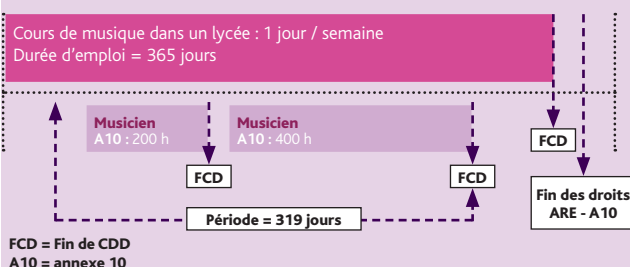 Cours de musique dans un lycée : 1 jour / semaine
Durée d’emploi = 365 jours
Musicien
A10 : 200 h
Musicien
A10 : 400 h
FCD
FCD
FCD
Période = 319 jours
Fin des droits
ARE - A10
FCD = Fin de CDD
A10 = annexe 10